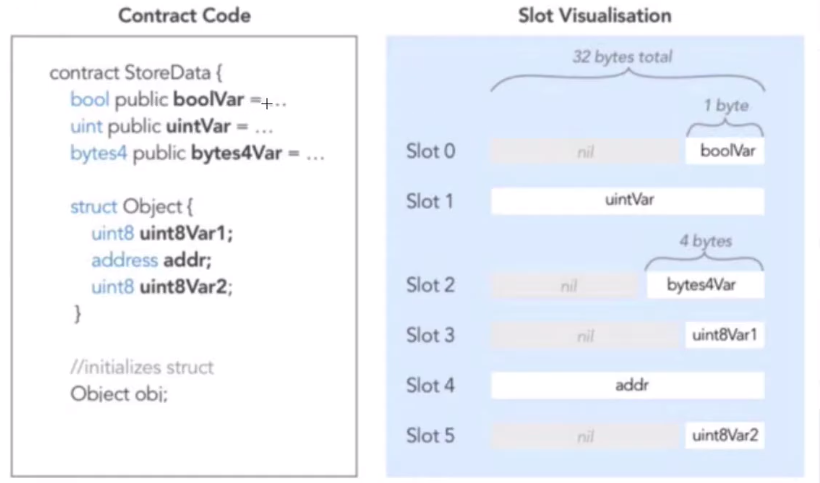 Contract Code
contract StoreData {
bool public boolVar = ...
uint public uintVar = ...
bytes4 public bytes4Var = ...
struct Object {
uint8 uint8Var1;
address addr;
uint8 uint8Var2;
}
//initializes struct
Object obj;
Slot Visualisation
32 bytes total
1 byte
Slot 0 nil boolVar
Slot 1 uintVar
4 bytes
Slot 2 nil bytes4Var
Slot 3 nil uint8Var1
Slot 4 addr
Slot 5 nil uint8Var2